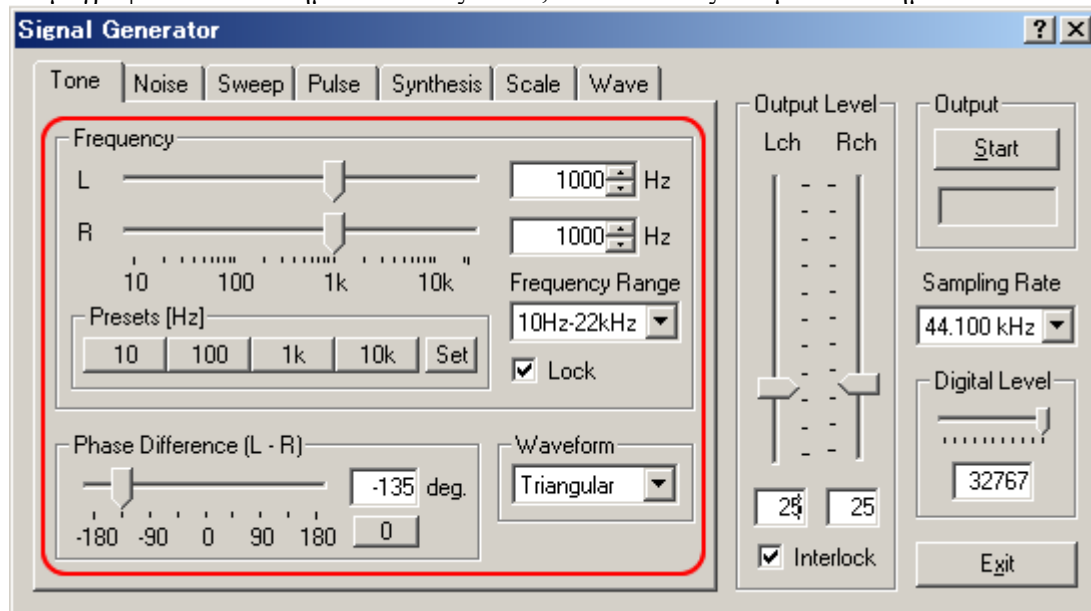 Signal Generator
Tone Noise Sweep Pulse Synthesis Scale Wave
Frequency
L 1000 Hz
R 1000 Hz
10 100 1k 10k
Frequency Range
10Hz-22kHz
Lock
Presets [Hz]
10 100 1k 10k Set
Phase Difference (L - R)
-135 deg.
-180 -90 0 90 180
0
Waveform
Triangular
Output Level
Lch Rch
25 25
Interlock
Output
Start
Sampling Rate
44.100 kHz
Digital Level
32767
Exit